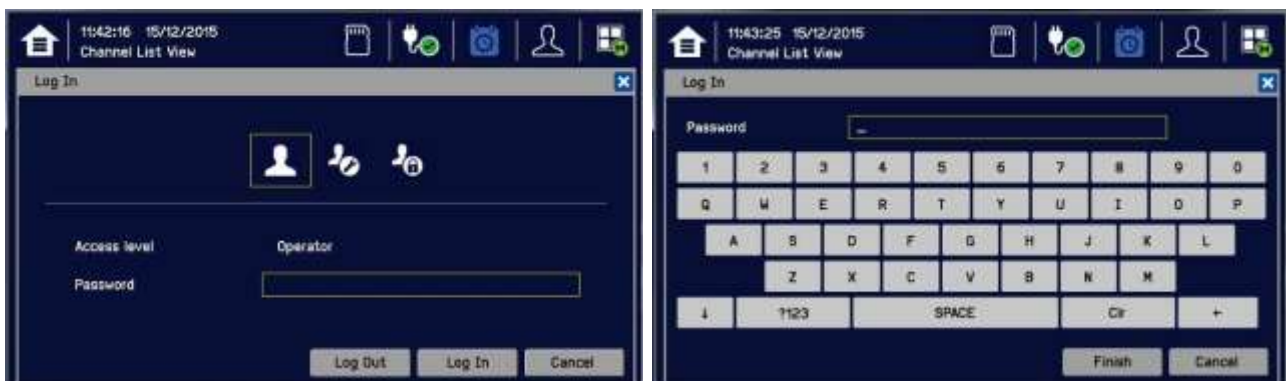 11:42:16 15/12/2015
Channel List View
Log In
Access level Operator
Password
Log Out Log In Cancel
11:43:25 15/12/2015
Channel List View
Log In
Password _
1 2 3 4 5 6 7 8 9 0
Q W E R T Y U I O P
A S D F G H J K L
Z X C V B N M
↓ ?123 SPACE Clr ←
Finish Cancel